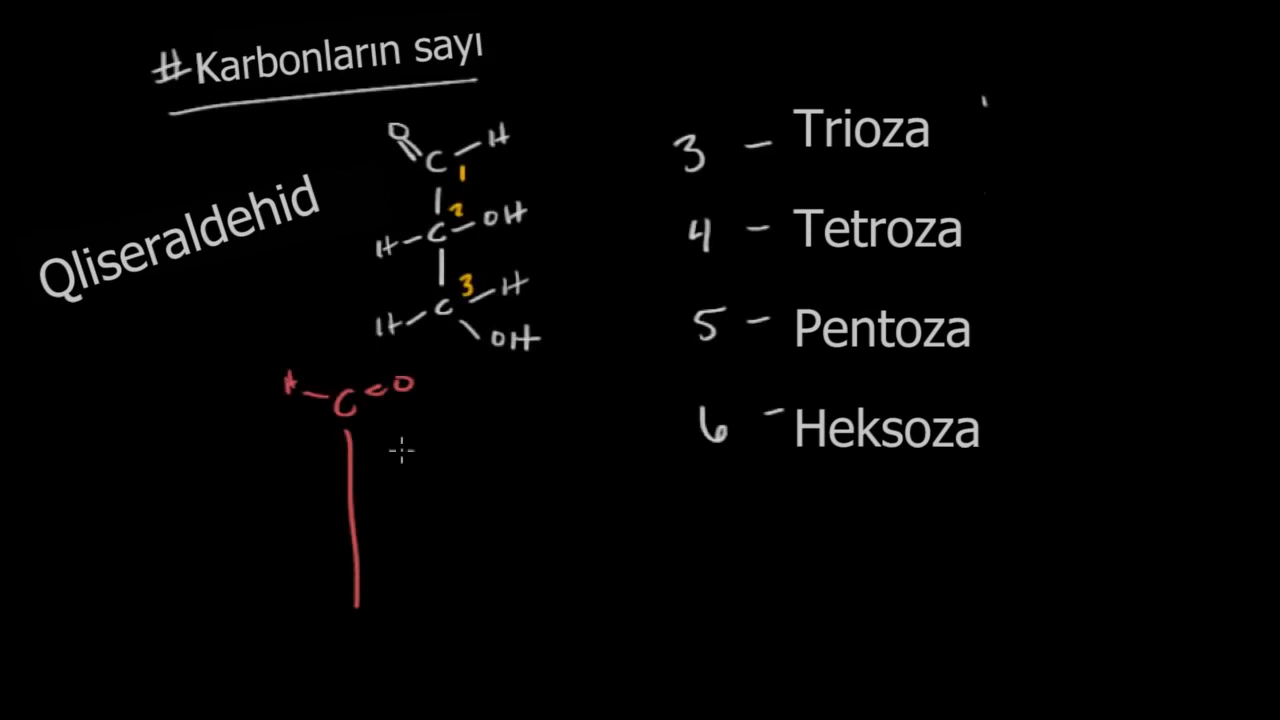 #Karbonların sayı
Qliseraldehid
O
C - H
1
2
H - C - OH
3
H - C - H
OH
H - C = O
3 - Trioza
4 - Tetroza
5 - Pentoza
6 - Heksoza